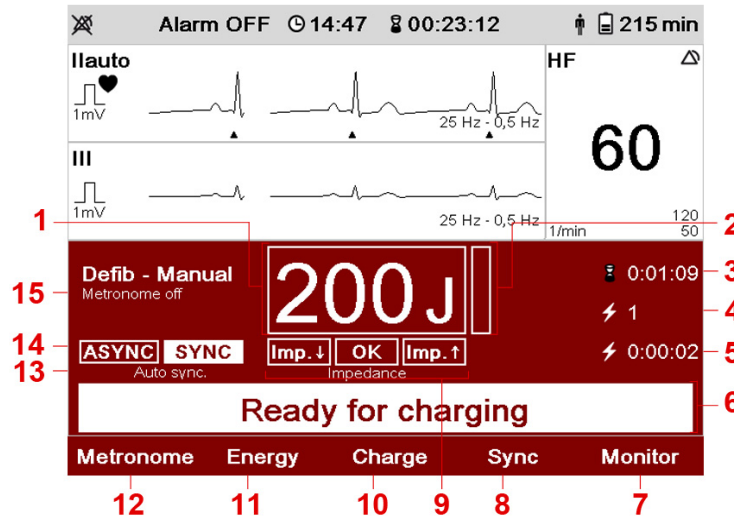 Alarm OFF 14:47 00:23:12 215 min
IIauto
1mV
25 Hz - 0,5 Hz
HF
60
120
1/min 50
III
1mV
25 Hz - 0,5 Hz
1
2
Defib - Manual
Metronome off
200 J
0:01:09
3
15
1
4
14
ASYNC SYNC
Imp.↓ OK Imp.↑
0:00:02
5
13
Auto sync.
Impedance
Ready for charging
6
Metronome Energy Charge Sync Monitor
12 11 10 9 8 7